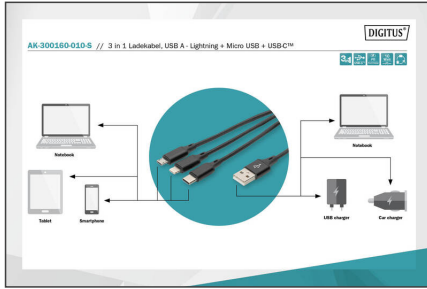 DIGITUS®
AK-300160-010-S // 3 in 1 Ladekabel, USB A - Lightning + Micro USB + USB-C™
Notebook
Notebook
Tablet
Smartphone
USB charger
Car charger